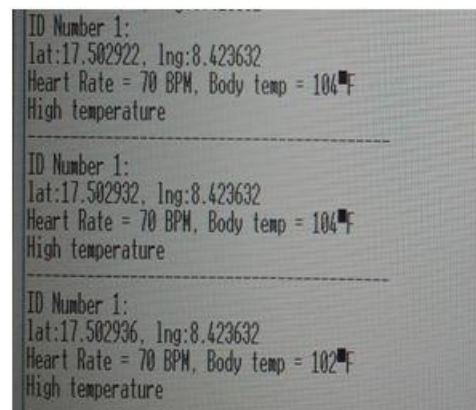 ID Number 1:
lat:17.502922, lng:8.423632
Heart Rate = 70 BPM, Body temp = 104■F
High temperature
----------------------------------------------------
ID Number 1:
lat:17.502932, lng:8.423632
Heart Rate = 70 BPM, Body temp = 104■F
High temperature
----------------------------------------------------
ID Number 1:
lat:17.502936, lng:8.423632
Heart Rate = 70 BPM, Body temp = 102■F
High temperature